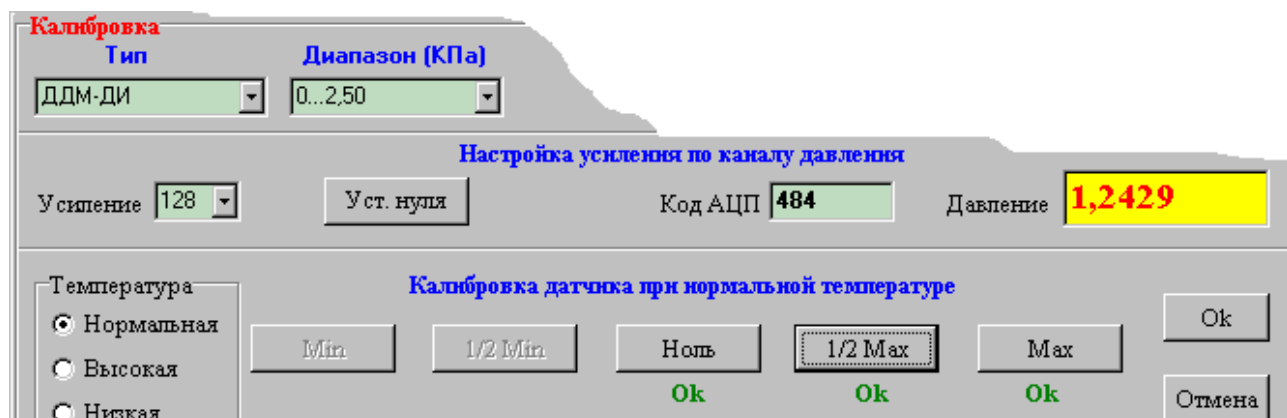 Калибровка
Тип Диапазон (КПа)
ДДМ-ДИ 0...2,50
Настройка усиления по каналу давления
Усиление 128 Уст. нуля Код АЦП 484 Давление 1,2429
Температура Калибровка датчика при нормальной температуре
Нормальная Min 1/2 Min Ноль 1/2 Max Max Ok
Высокая Ok Ok Ok Отмена
Низкая